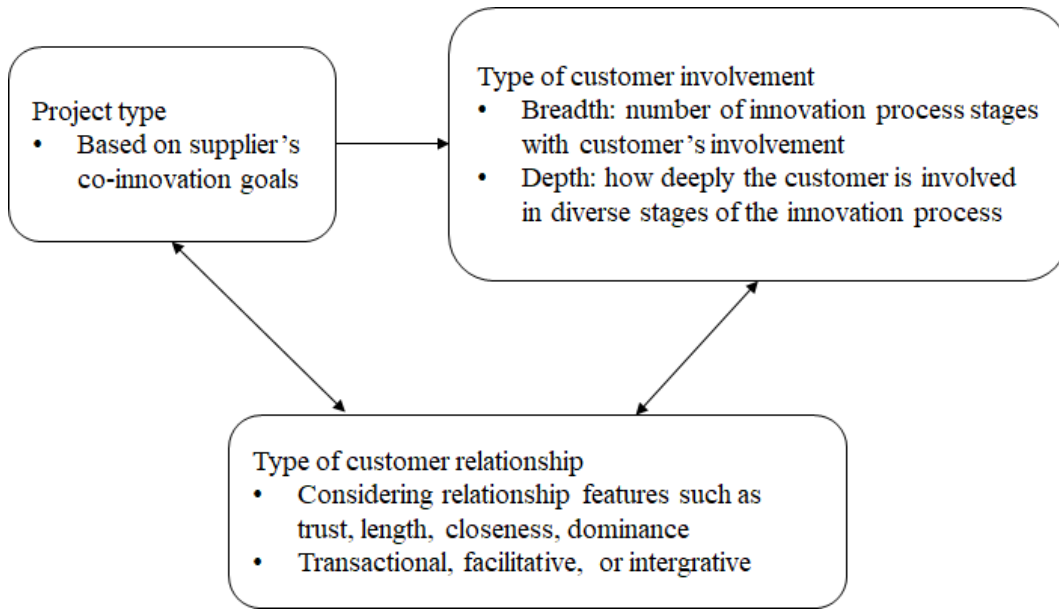 Project type
• Based on supplier’s
co-innovation goals
Type of customer involvement
• Breadth: number of innovation process stages
with customer’s involvement
• Depth: how deeply the customer is involved
in diverse stages of the innovation process
Type of customer relationship
• Considering relationship features such as
trust, length, closeness, dominance
• Transactional, facilitative, or intergrative